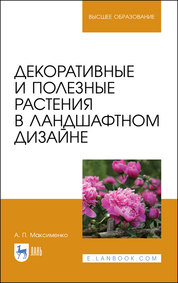 ВЫСШЕЕ ОБРАЗОВАНИЕ
ДЕКОРАТИВНЫЕ
И ПОЛЕЗНЫЕ
РАСТЕНИЯ
В ЛАНДШАФТНОМ
ДИЗАЙНЕ
А. П. Максименко
ЛАНЬ
E.LANBOOK.COM